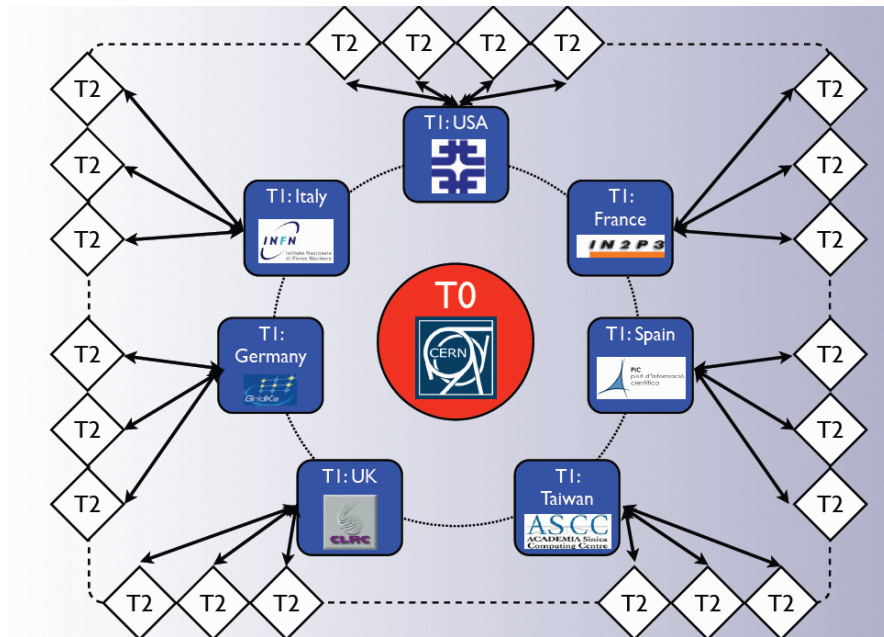 T2
T2
T2
T2
T2
T2
T1: USA
T2
T2
T1: Italy
INFN
Istituto Nazionale
di Fisica Nucleare
T1:
France
IN2P3
T2
T2
T0
CERN
T2
T1:
Germany
GridKa
T1: Spain
PIC
port d'informació
científica
T2
T2
T2
T2
T2
T1: UK
CLRC
T1:
Taiwan
ASCC
ACADEMIA Sinica
Computing Centre
T2
T2
T2
T2
T2
T2
T2